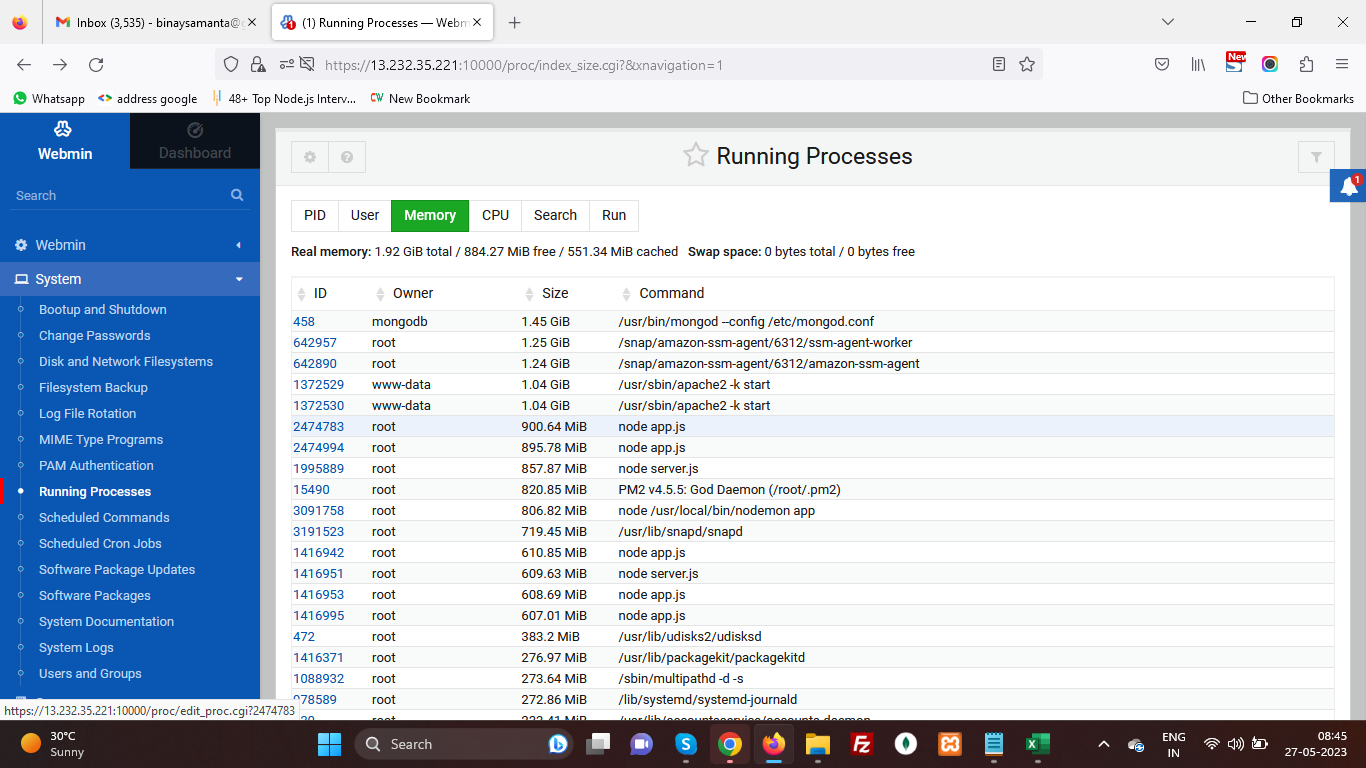 Inbox (3,535) - binaysamanta@g
(1) Running Processes — Webm
https://13.232.35.221:10000/proc/index_size.cgi?&xnavigation=1
New
Whatsapp address google 48+ Top Node.js Interv... CW New Bookmark Other Bookmarks
Webmin Dashboard
Search
Webmin
System
Bootup and Shutdown
Change Passwords
Disk and Network Filesystems
Filesystem Backup
Log File Rotation
MIME Type Programs
PAM Authentication
Running Processes
Scheduled Commands
Scheduled Cron Jobs
Software Package Updates
Software Packages
System Documentation
System Logs
Users and Groups
https://13.232.35.221:10000/proc/edit_proc.cgi?2474783
Running Processes
1
PID User Memory CPU Search Run
Real memory: 1.92 GiB total / 884.27 MiB free / 551.34 MiB cached Swap space: 0 bytes total / 0 bytes free
ID Owner Size Command
458 mongodb 1.45 GiB /usr/bin/mongod --config /etc/mongod.conf
642957 root 1.25 GiB /snap/amazon-ssm-agent/6312/ssm-agent-worker
642890 root 1.24 GiB /snap/amazon-ssm-agent/6312/amazon-ssm-agent
1372529 www-data 1.04 GiB /usr/sbin/apache2 -k start
1372530 www-data 1.04 GiB /usr/sbin/apache2 -k start
2474783 root 900.64 MiB node app.js
2474994 root 895.78 MiB node app.js
1995889 root 857.87 MiB node server.js
15490 root 820.85 MiB PM2 v4.5.5: God Daemon (/root/.pm2)
3091758 root 806.82 MiB node /usr/local/bin/nodemon app
3191523 root 719.45 MiB /usr/lib/snapd/snapd
1416942 root 610.85 MiB node app.js
1416951 root 609.63 MiB node server.js
1416953 root 608.69 MiB node app.js
1416995 root 607.01 MiB node app.js
472 root 383.2 MiB /usr/lib/udisks2/udisksd
1416371 root 276.97 MiB /usr/lib/packagekit/packagekitd
1088932 root 273.64 MiB /sbin/multipathd -d -s
978589 root 272.86 MiB /lib/systemd/systemd-journald
30°C
Sunny
Search
ENG
IN
08:45
27-05-2023